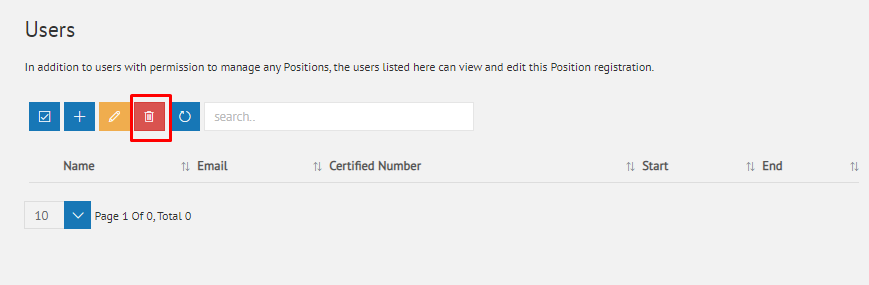 Users
In addition to users with permission to manage any Positions, the users listed here can view and edit this Position registration.
search..
Name Email Certified Number Start End
10 Page 1 Of 0, Total 0